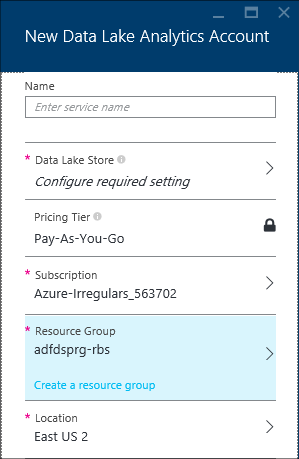 New Data Lake Analytics Account
Name
Enter service name
* Data Lake Store
Configure required setting
Pricing Tier
Pay-As-You-Go
* Subscription
Azure-Irregulars_563702
* Resource Group
adfdsprg-rbs
Create a resource group
* Location
East US 2